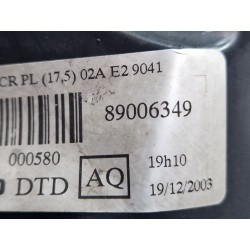 CR PL (17,5) 02A E2 9041
89006349
000580
19h10
DTD AQ
19/12/2003